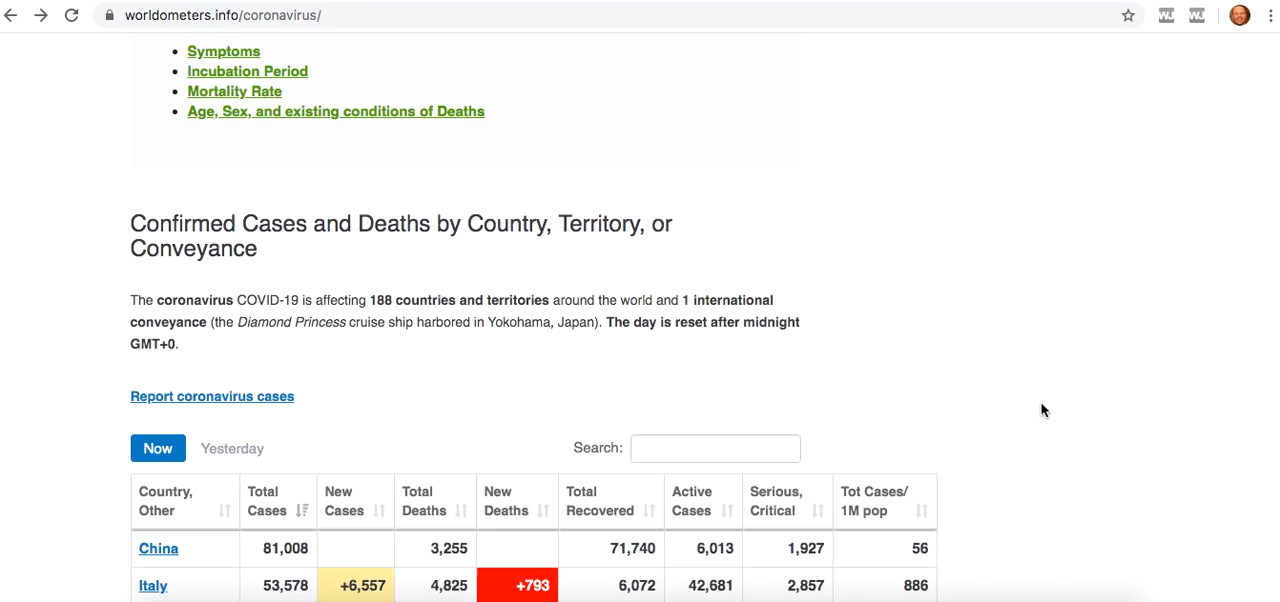 worldometers.info/coronavirus/
Symptoms
Incubation Period
Mortality Rate
Age, Sex, and existing conditions of Deaths
Confirmed Cases and Deaths by Country, Territory, or
Conveyance
The coronavirus COVID-19 is affecting 188 countries and territories around the world and 1 international
conveyance (the Diamond Princess cruise ship harbored in Yokohama, Japan). The day is reset after midnight
GMT+0.
Report coronavirus cases
Now Yesterday Search:
Country, Total New Total New Total Active Serious, Tot Cases/
Other Cases Cases Deaths Deaths Recovered Cases Critical 1M pop
China 81,008 3,255 71,740 6,013 1,927 56
Italy 53,578 +6,557 4,825 +793 6,072 42,681 2,857 886